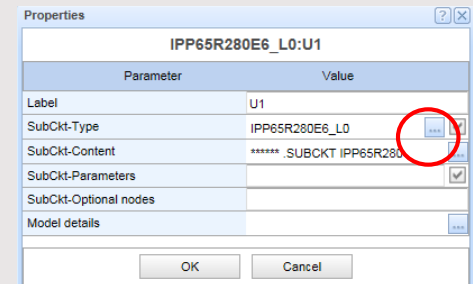 Properties
IPP65R280E6_L0:U1
Parameter Value
Label U1
SubCkt-Type IPP65R280E6_L0 ...
SubCkt-Content ****** .SUBCKT IPP65R280 ...
SubCkt-Parameters
SubCkt-Optional nodes
Model details ...
OK Cancel